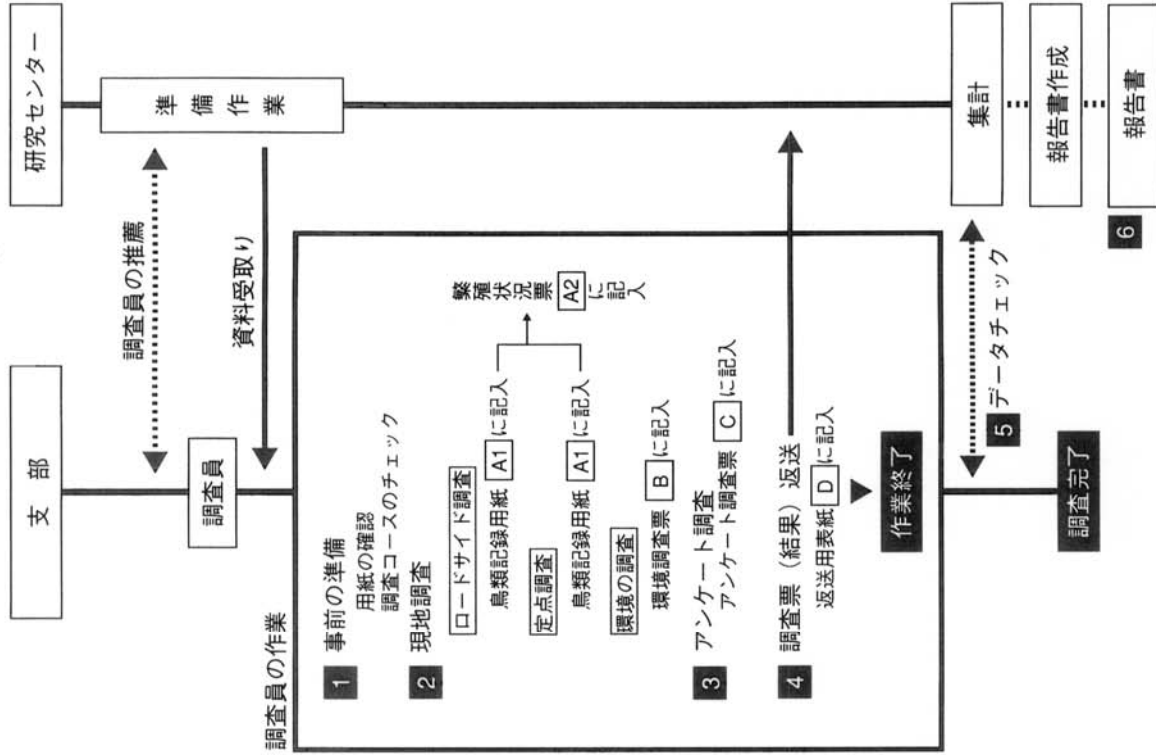 支部
研究センター
調査員の推薦
準備作業
調査員
資料受取り
調査員の作業
1 事前の準備
用紙の確認
調査コースのチェック
2 現地調査
ロードサイド調査
鳥類記録用紙 A1 に記入
定点調査
鳥類記録用紙 A1 に記入
繁殖状況票 A2 に記入
環境の調査
環境調査票 B に記入
3 アンケート調査
アンケート調査票 C に記入
4 調査票(結果)返送
返送用表紙 D に記入
作業終了
5 データチェック
集計
報告書作成
6 報告書
調査完了